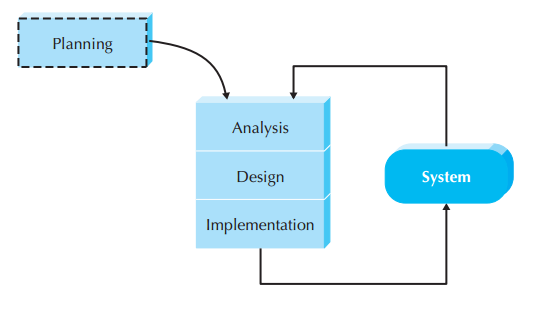 Planning
Analysis
Design
System
Implementation